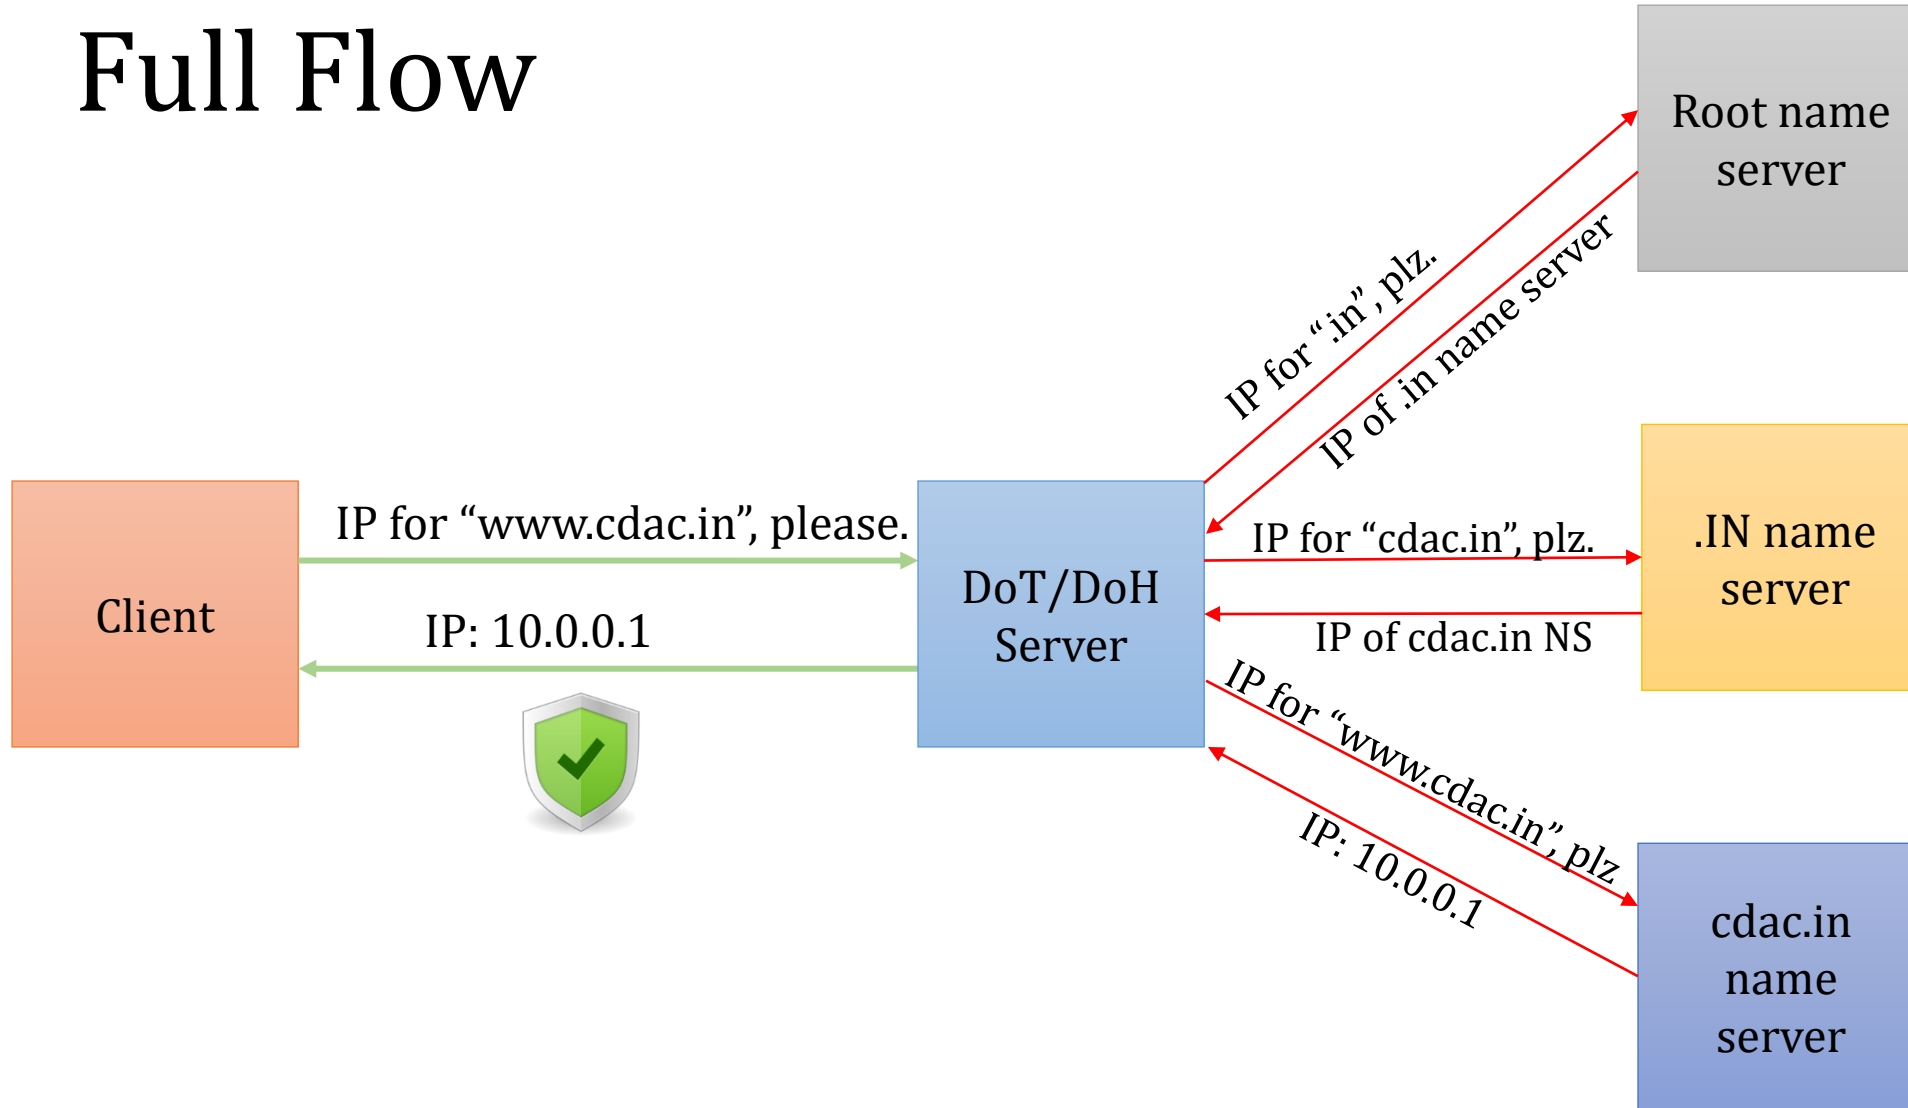 Full Flow
Root name
server
IP for “.in”, plz.
IP of .in name server
IP for “www.cdac.in”, please.
IP: 10.0.0.1
Client
DoT/DoH
Server
IP for “cdac.in”, plz.
IP of cdac.in NS
.IN name
server
IP for “www.cdac.in”, plz
IP: 10.0.0.1
cdac.in
name
server